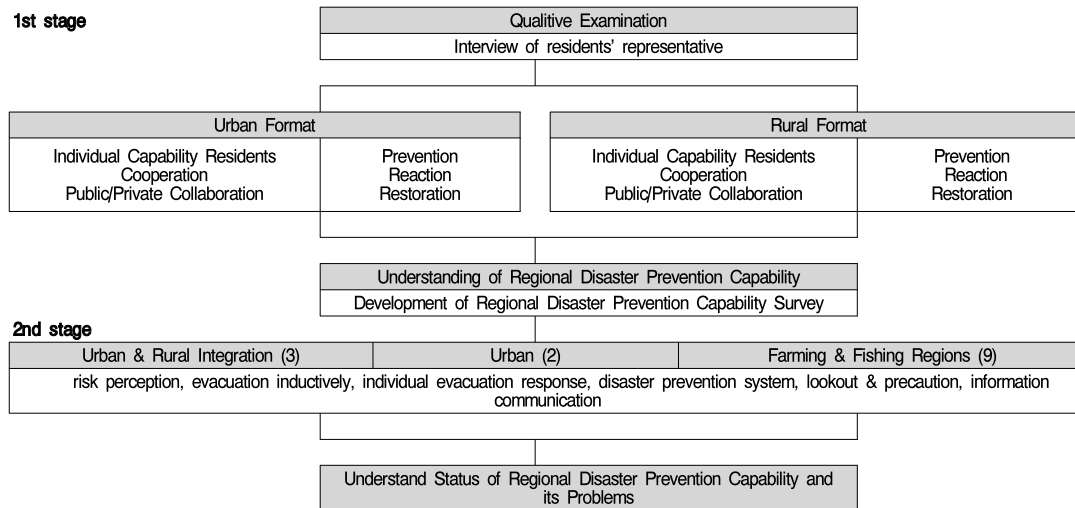 1st stage
Qualitive Examination
Interview of residents' representative
Urban Format
Individual Capability Residents
Cooperation
Public/Private Collaboration
Prevention
Reaction
Restoration
Rural Format
Individual Capability Residents
Cooperation
Public/Private Collaboration
Prevention
Reaction
Restoration
Understanding of Regional Disaster Prevention Capability
Development of Regional Disaster Prevention Capability Survey
2nd stage
Urban & Rural Integration (3)
Urban (2)
Farming & Fishing Regions (9)
risk perception, evacuation inductively, individual evacuation response, disaster prevention system, lookout & precaution, information
communication
Understand Status of Regional Disaster Prevention Capability and
its Problems